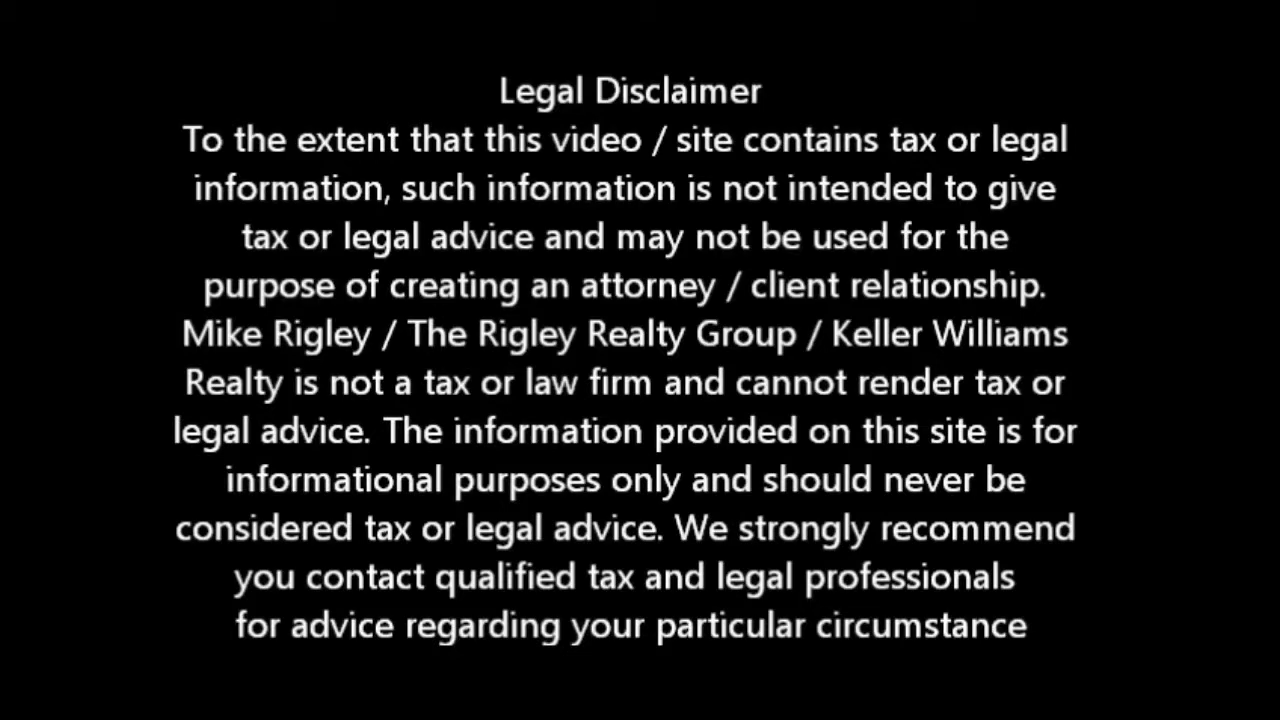 Legal Disclaimer
To the extent that this video / site contains tax or legal
information, such information is not intended to give
tax or legal advice and may not be used for the
purpose of creating an attorney / client relationship.
Mike Rigley / The Rigley Realty Group / Keller Williams
Realty is not a tax or law firm and cannot render tax or
legal advice. The information provided on this site is for
informational purposes only and should never be
considered tax or legal advice. We strongly recommend
you contact qualified tax and legal professionals
for advice regarding your particular circumstance